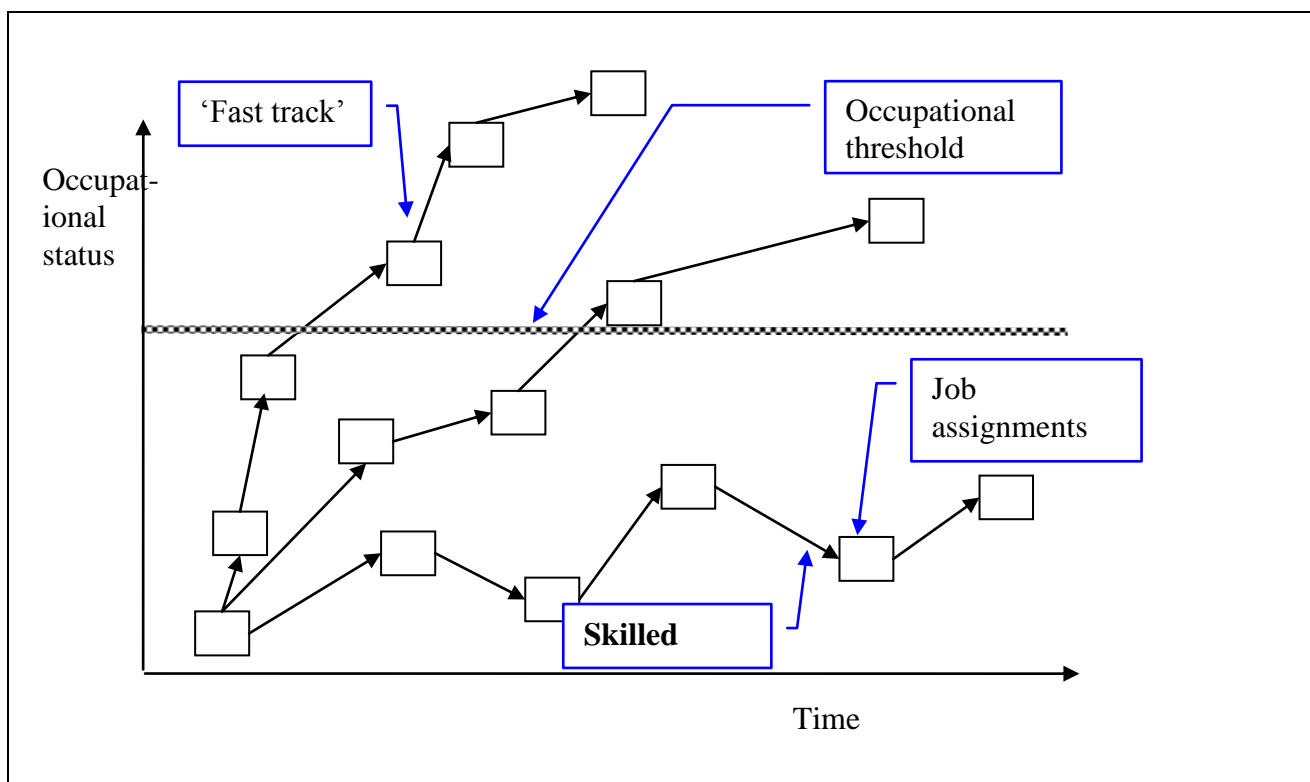 ‘Fast track’
Occupational
threshold
Occupat-
ional
status
Job
assignments
Skilled
Time